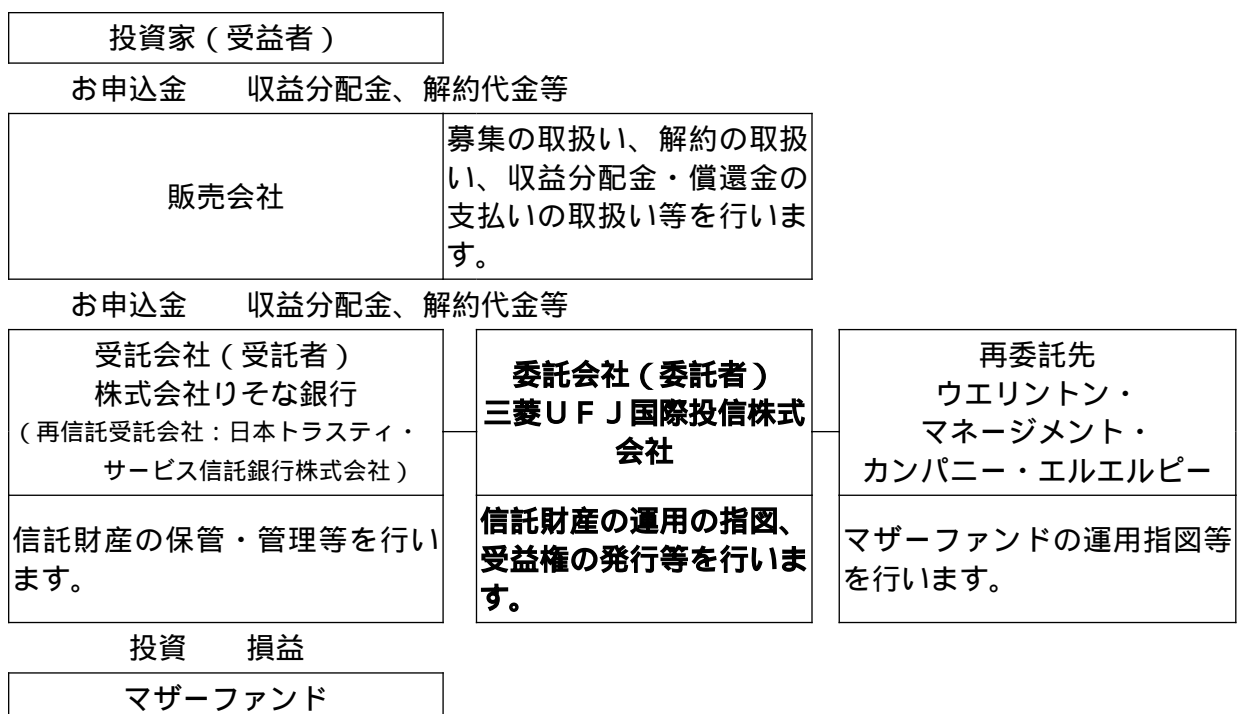 投資家（受益者）
お申込金　　収益分配金、解約代金等
販売会社
募集の取扱い、解約の取扱
い、収益分配金・償還金の
支払いの取扱い等を行いま
す。
お申込金　　収益分配金、解約代金等
受託会社（受託者）
株式会社りそな銀行
（再信託受託会社：日本トラスティ・
サービス信託銀行株式会社）
委託会社（委託者）
三菱ＵＦＪ国際投信株式
会社
再委託先
ウエリントン・
マネージメント・
カンパニー・エルエルピー
信託財産の保管・管理等を行い
ます。
信託財産の運用の指図、
受益権の発行等を行いま
す。
マザーファンドの運用指図等
を行います。
投資　　損益
マザーファンド